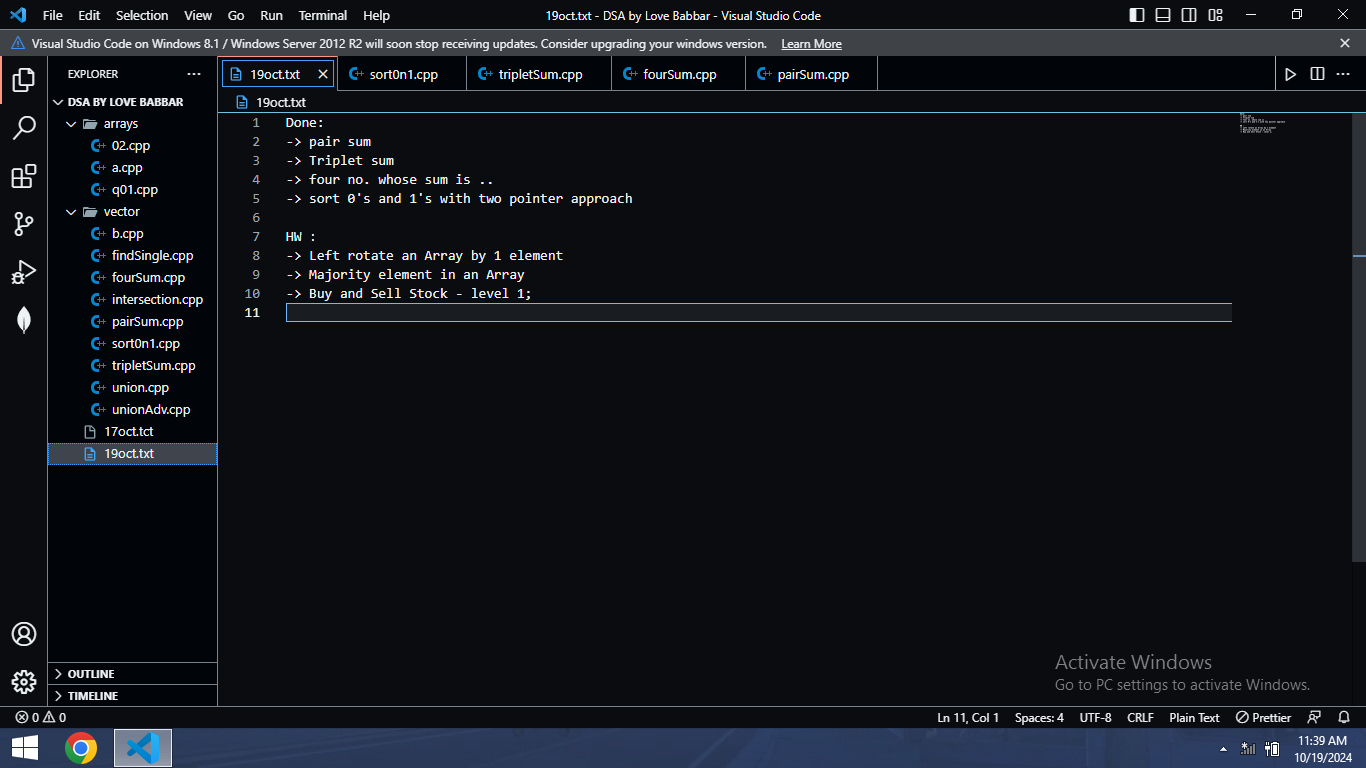 File Edit Selection View Go Run Terminal Help 19oct.txt - DSA by Love Babbar - Visual Studio Code
Visual Studio Code on Windows 8.1 / Windows Server 2012 R2 will soon stop receiving updates. Consider upgrading your windows version. Learn More
EXPLORER
DSA BY LOVE BABBAR
arrays
02.cpp
a.cpp
q01.cpp
vector
b.cpp
findSingle.cpp
fourSum.cpp
intersection.cpp
pairSum.cpp
sort0n1.cpp
tripletSum.cpp
union.cpp
unionAdv.cpp
17oct.tct
19oct.txt
OUTLINE
TIMELINE
19oct.txt sort0n1.cpp tripletSum.cpp fourSum.cpp pairSum.cpp
19oct.txt
1 Done:
2 -> pair sum
3 -> Triplet sum
4 -> four no. whose sum is ..
5 -> sort 0's and 1's with two pointer approach
6
7 HW :
8 -> Left rotate an Array by 1 element
9 -> Majority element in an Array
10 -> Buy and Sell Stock - level 1;
11
Activate Windows
Go to PC settings to activate Windows.
0 0 Ln 11, Col 1 Spaces: 4 UTF-8 CRLF Plain Text Prettier
11:39 AM
10/19/2024